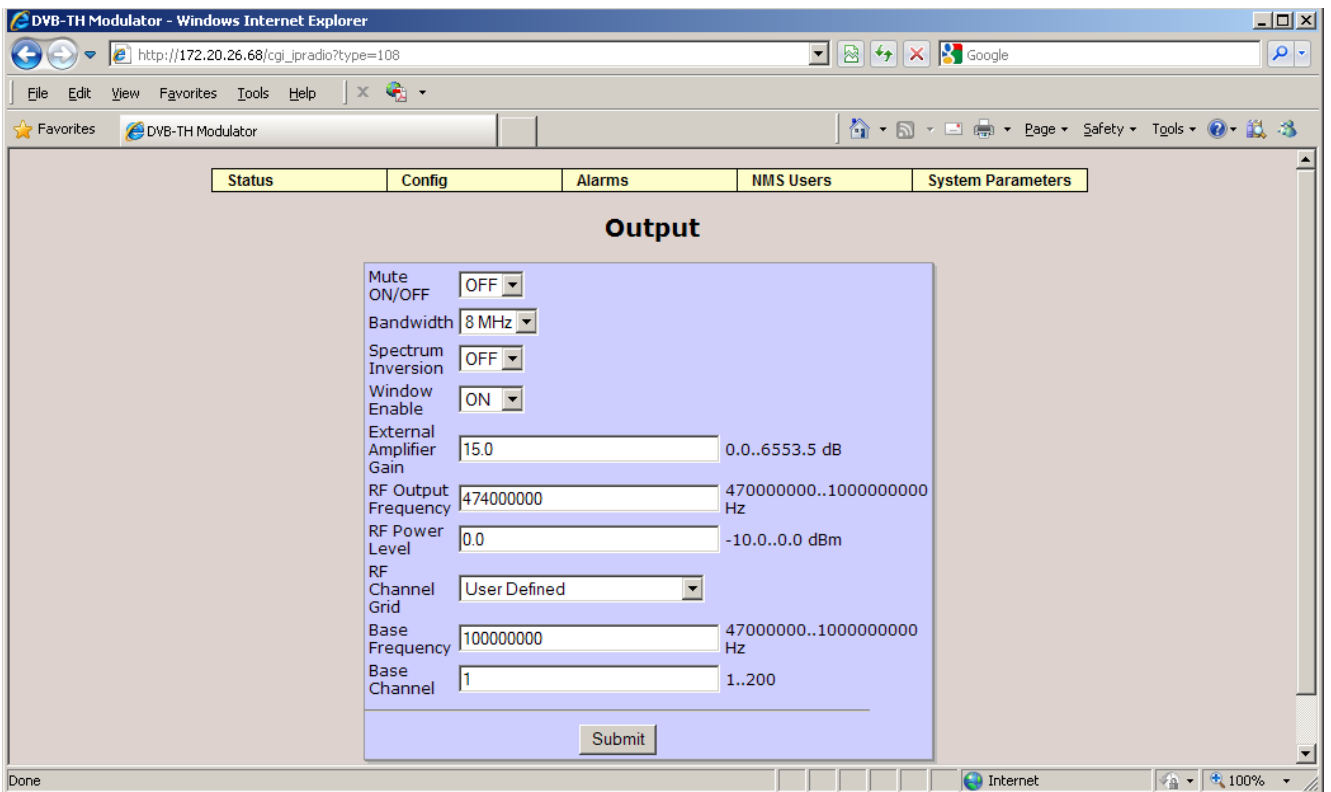 DVB-TH Modulator - Windows Internet Explorer
http://172.20.26.68/cgi_ipradio?type=108
Google
File Edit View Favorites Tools Help
Favorites DVB-TH Modulator Page Safety Tools
Status Config Alarms NMS Users System Parameters
Output
Mute
ON/OFF
OFF
Bandwidth 8 MHz
Spectrum
Inversion
OFF
Window
Enable
ON
External
Amplifier
Gain
15.0 0.0..6553.5 dB
RF Output
Frequency
474000000
470000000..1000000000
Hz
RF Power
Level
0.0 -10.0..0.0 dBm
RF
Channel
Grid
User Defined
Base
Frequency
100000000
47000000..1000000000
Hz
Base
Channel
1 1..200
Submit
Done Internet 100%